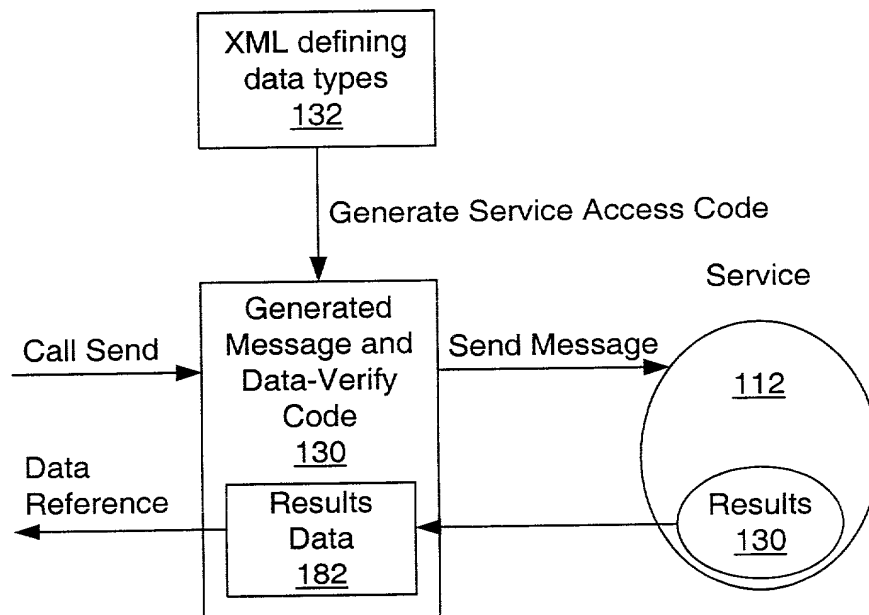 XML defining
data types
132
Generate Service Access Code
Service
Generated
Message and
Data-Verify
Code
130
Call Send
Send Message
112
Data
Reference
Results
Data
182
Results
130